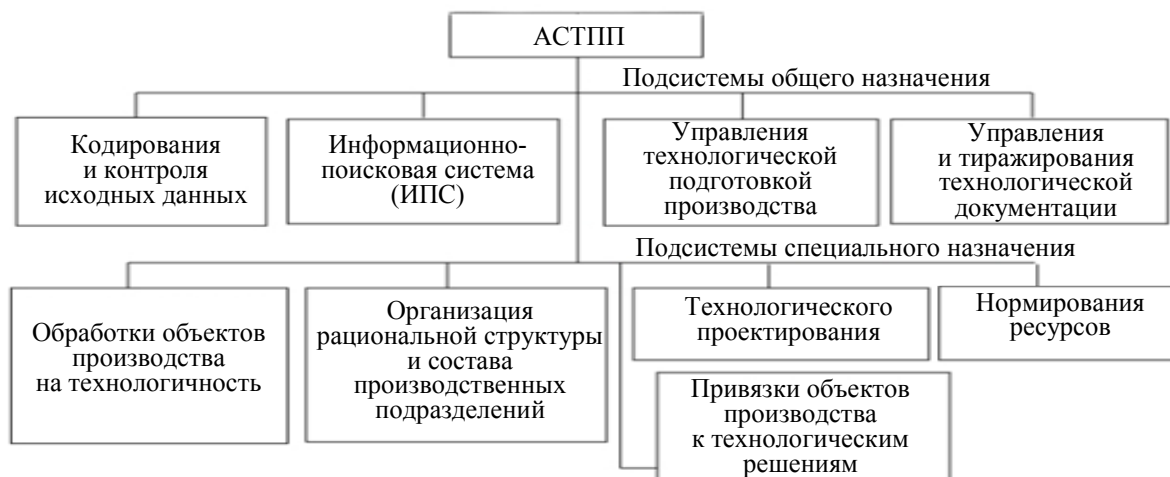 АСТПП
Подсистемы общего назначения
Кодирования
и контроля
исходных данных
Информационно-
поисковая система
(ИПС)
Управления
технологической
подготовкой
производства
Управления
и тиражирования
технологической
документации
Подсистемы специального назначения
Обработки объектов
производства
на технологичность
Организация
рациональной структуры
и состава
производственных
подразделений
Технологического
проектирования
Нормирования
ресурсов
Привязки объектов
производства
к технологическим
решениям